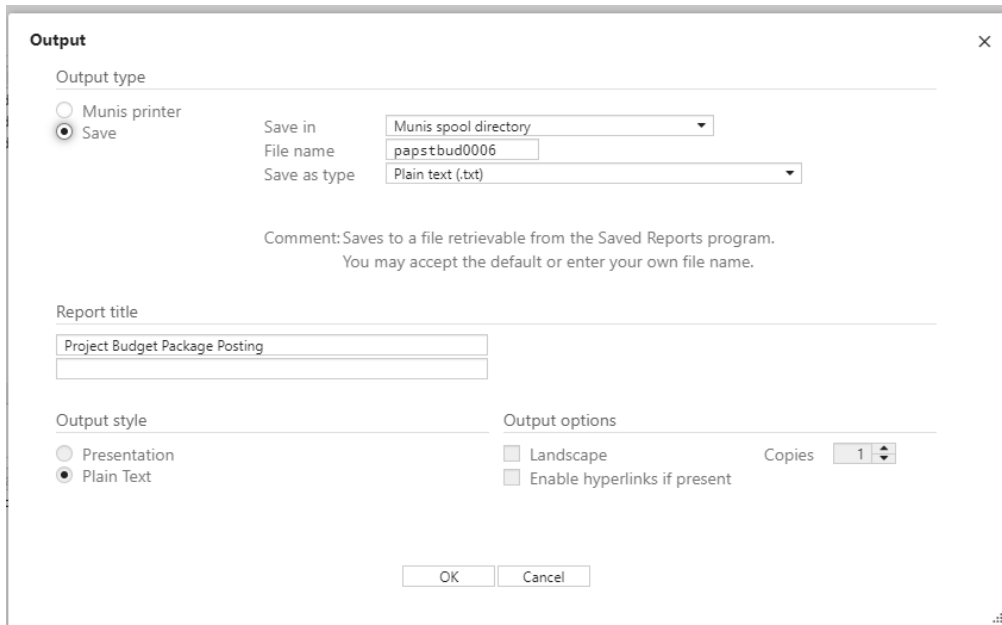 Output
Output type
Munis printer
Save
Save in Munis spool directory
File name papstbud0006
Save as type Plain text (.txt)
Comment: Saves to a file retrievable from the Saved Reports program.
You may accept the default or enter your own file name.
Report title
Project Budget Package Posting
Output style Output options
Presentation Landscape Copies 1
Plain Text Enable hyperlinks if present
OK Cancel